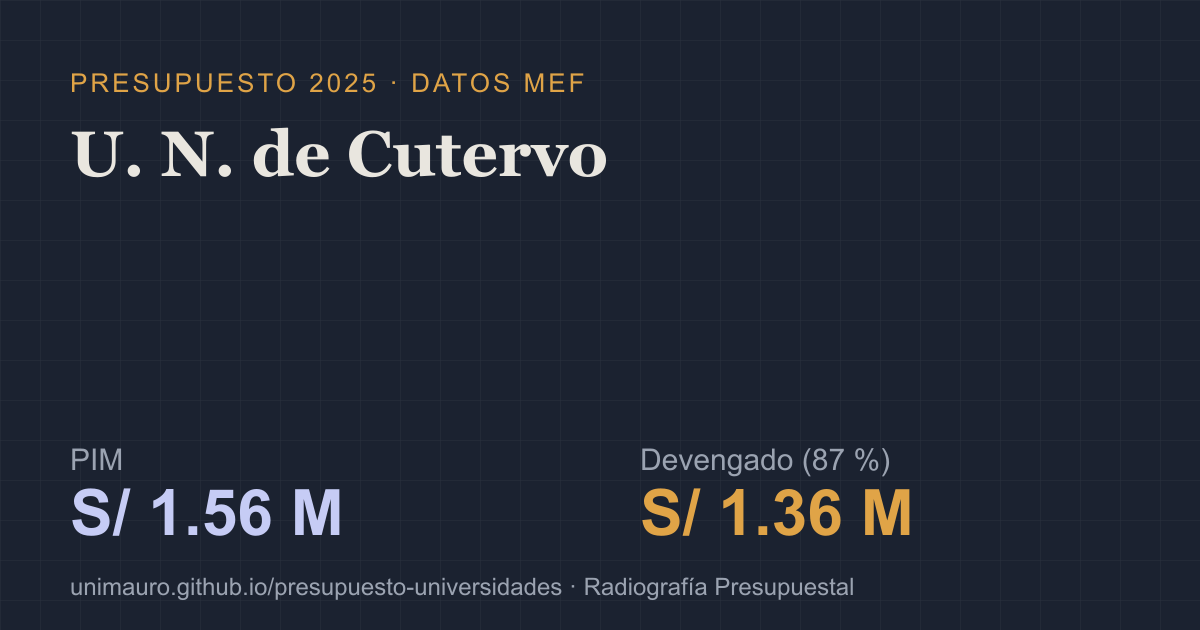 PRESUPUESTO 2025 · DATOS MEF
U. N. de Cutervo
PIM
S/ 1.56 M
Devengado (87 %)
S/ 1.36 M
unimauro.github.io/presupuesto-universidades · Radiografía Presupuestal